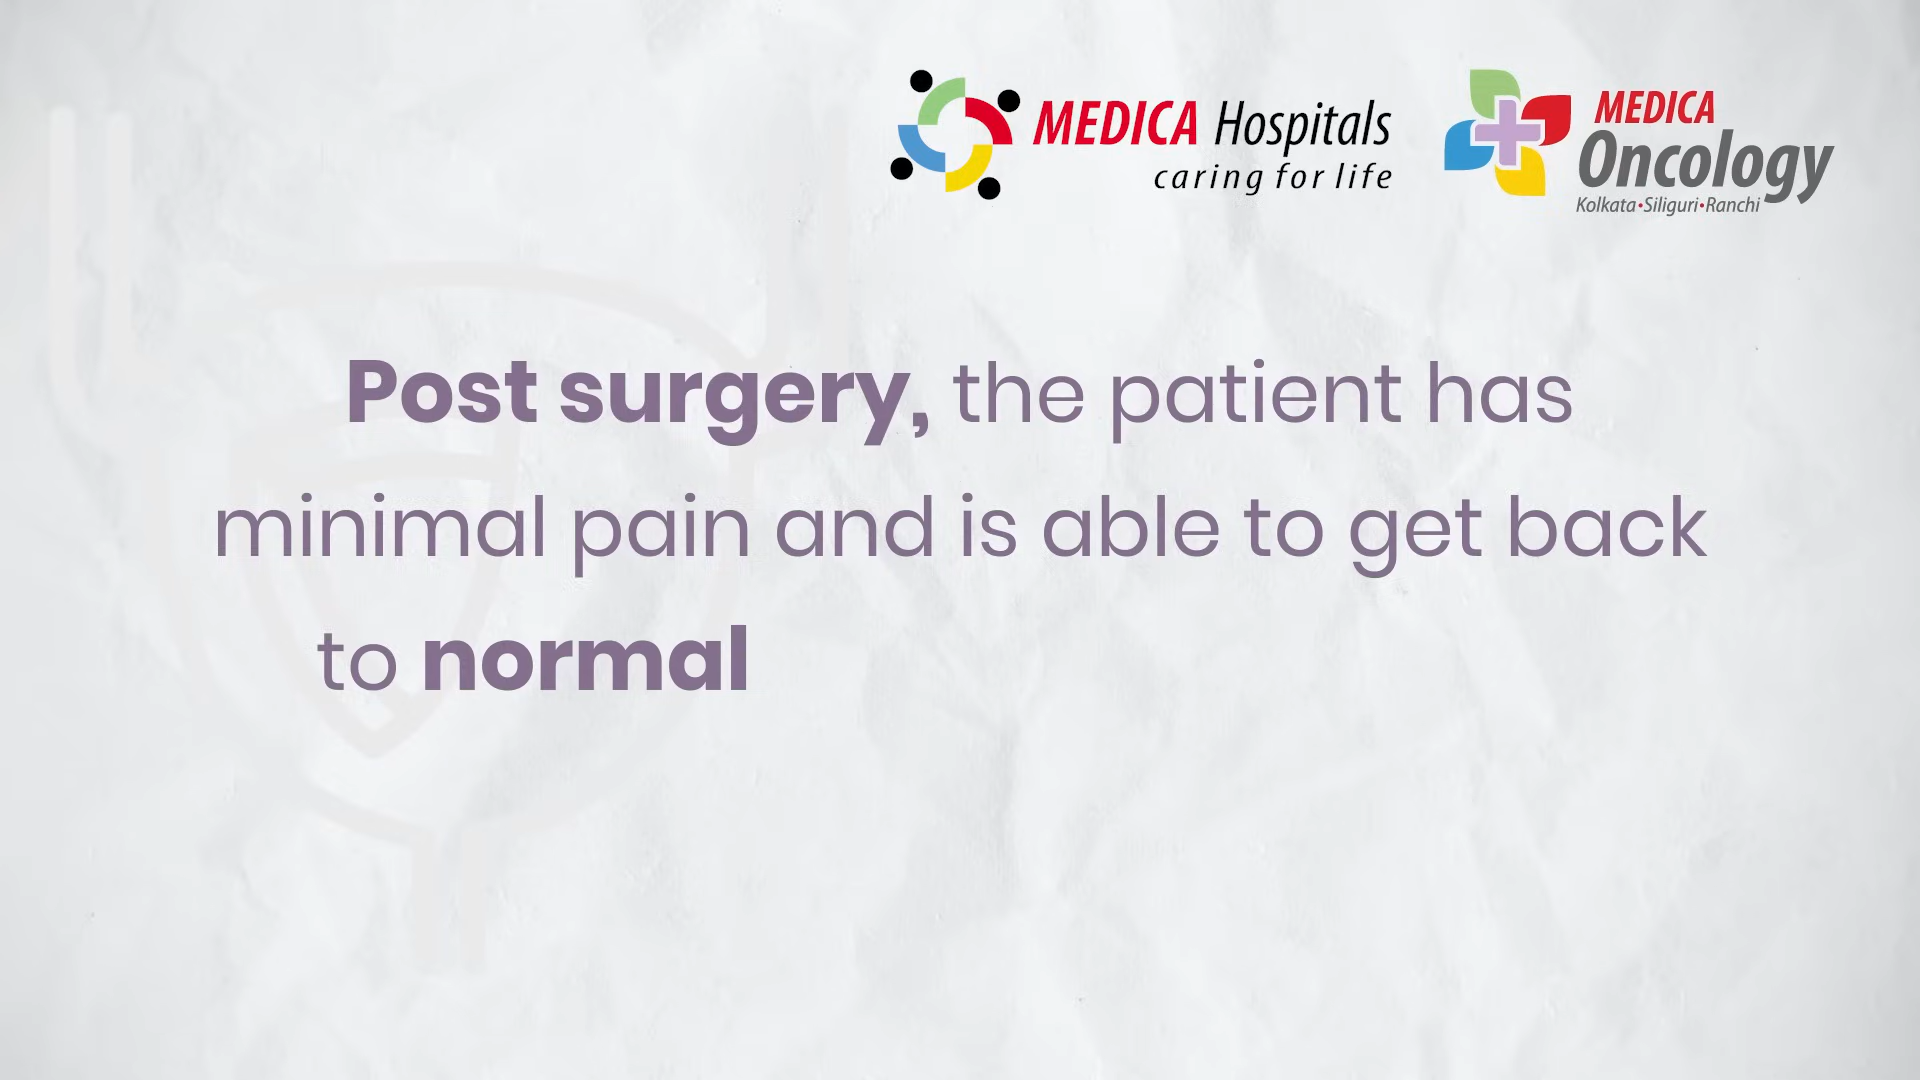 MEDICA Hospitals
caring for life
MEDICA
Oncology
Kolkata•Siliguri•Ranchi
Post surgery, the patient has
minimal pain and is able to get back
to normal